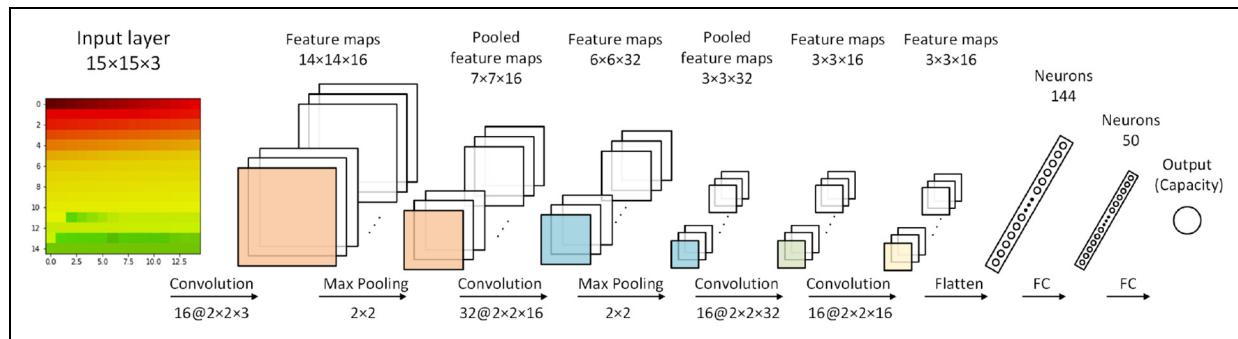 Input layer
15×15×3
Feature maps
14×14×16
Pooled
feature maps
7×7×16
Feature maps
6×6×32
Pooled
feature maps
3×3×32
Feature maps
3×3×16
Feature maps
3×3×16
Neurons
144
Neurons
50
Output
(Capacity)
0
2
4
6
8
10
12
14
0.0 2.5 5.0 7.5 10.0 12.5
Convolution
16@2×2×3
Max Pooling
2×2
Convolution
32@2×2×16
Max Pooling
2×2
Convolution
16@2×2×32
Convolution
16@2×2×16
Flatten
FC
FC